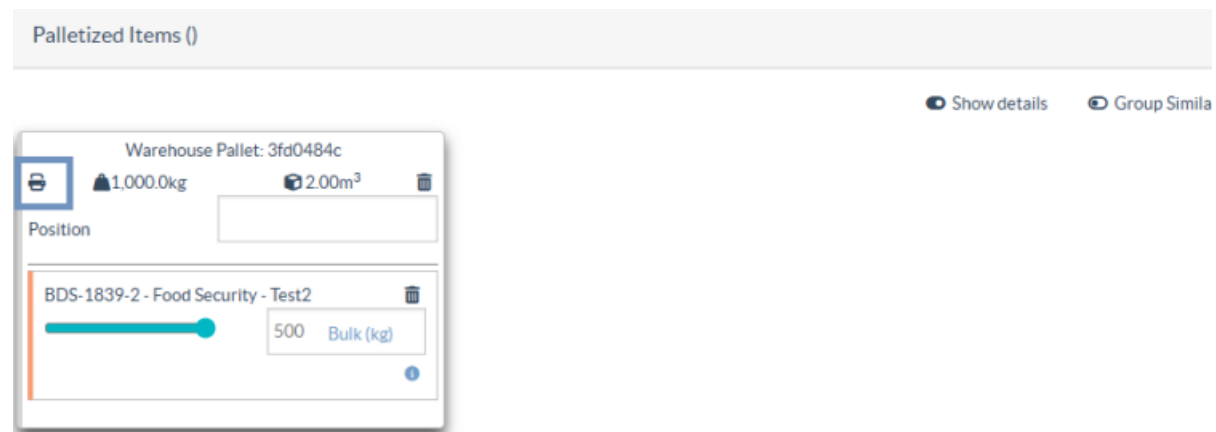 Palletized Items ()
Show details Group Simila
Warehouse Pallet: 3fd0484c
1,000.0kg 2.00m³
Position
BDS-1839-2 - Food Security - Test2
500 Bulk (kg)